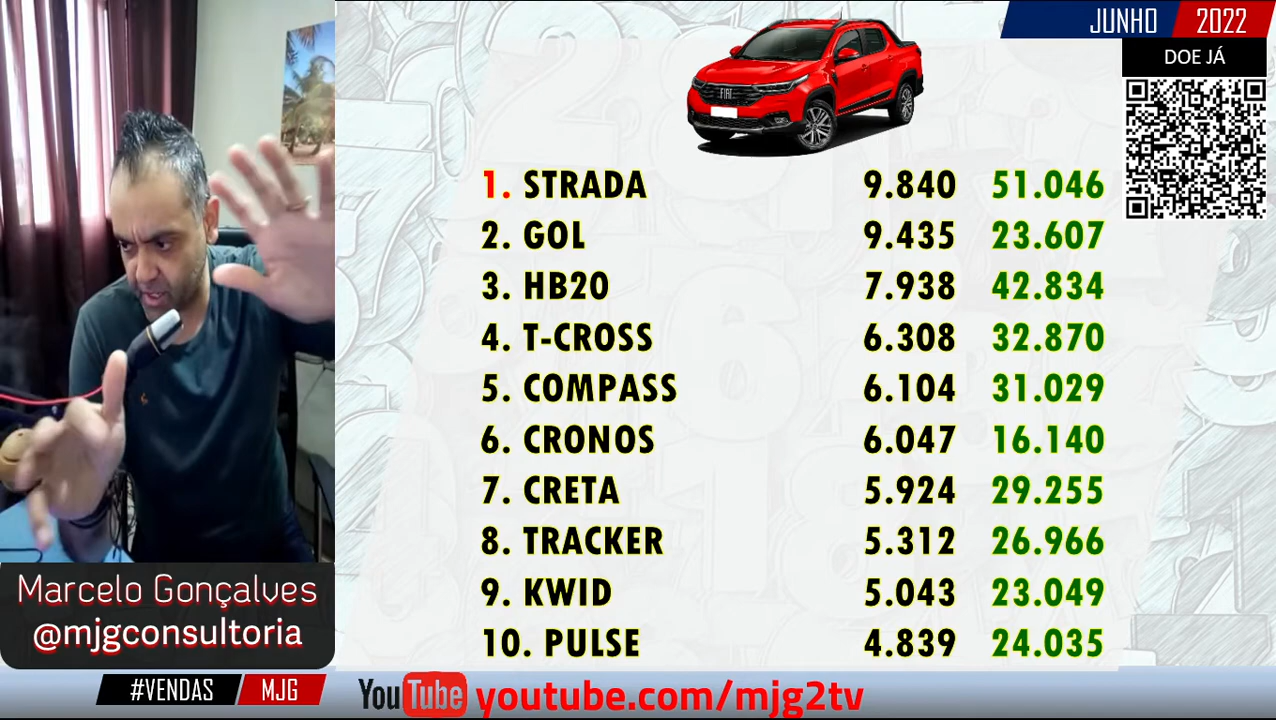 JUNHO 2022
DOE JÁ
FIAT
1. STRADA 9.840 51.046
2. GOL 9.435 23.607
3. HB20 7.938 42.834
4. T-CROSS 6.308 32.870
5. COMPASS 6.104 31.029
6. CRONOS 6.047 16.140
7. CRETA 5.924 29.255
8. TRACKER 5.312 26.966
9. KWID 5.043 23.049
10. PULSE 4.839 24.035
Marcelo Gonçalves
@mjgconsultoria
#VENDAS MJG YouTube youtube.com/mjg2tv